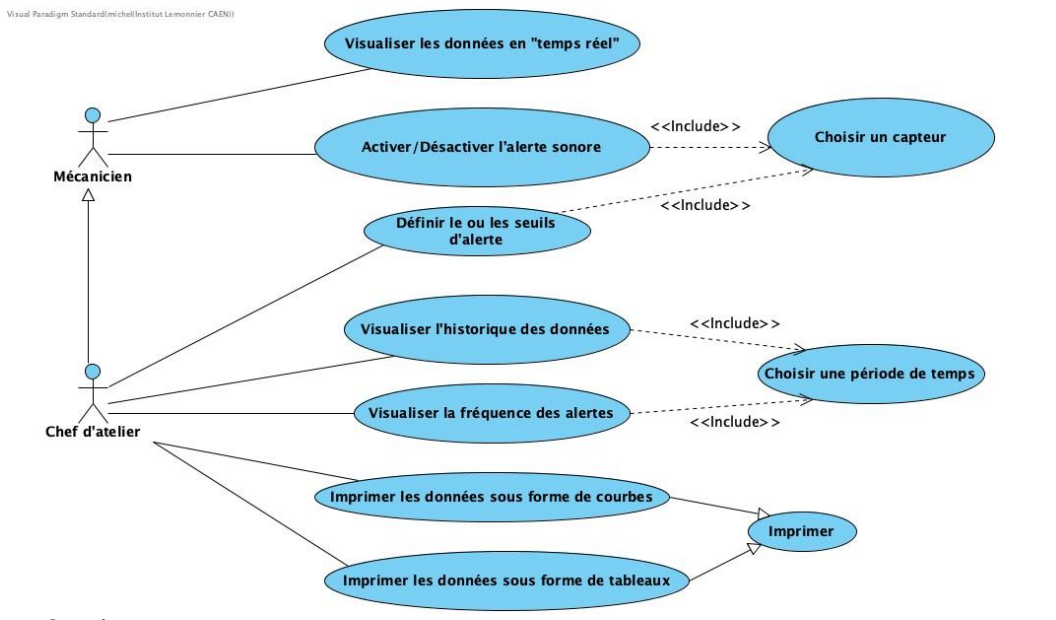 Visual Paradigm Standard(michel(Institut Lemonnier CAEN))
Visualiser les données en "temps réel"
Mécanicien
Activer/Désactiver l'alerte sonore
<<Include>>
Choisir un capteur
Définir le ou les seuils
d'alerte
<<Include>>
Visualiser l'historique des données
<<Include>>
Choisir une période de temps
Chef d'atelier
Visualiser la fréquence des alertes
<<Include>>
Imprimer les données sous forme de courbes
Imprimer
Imprimer les données sous forme de tableaux